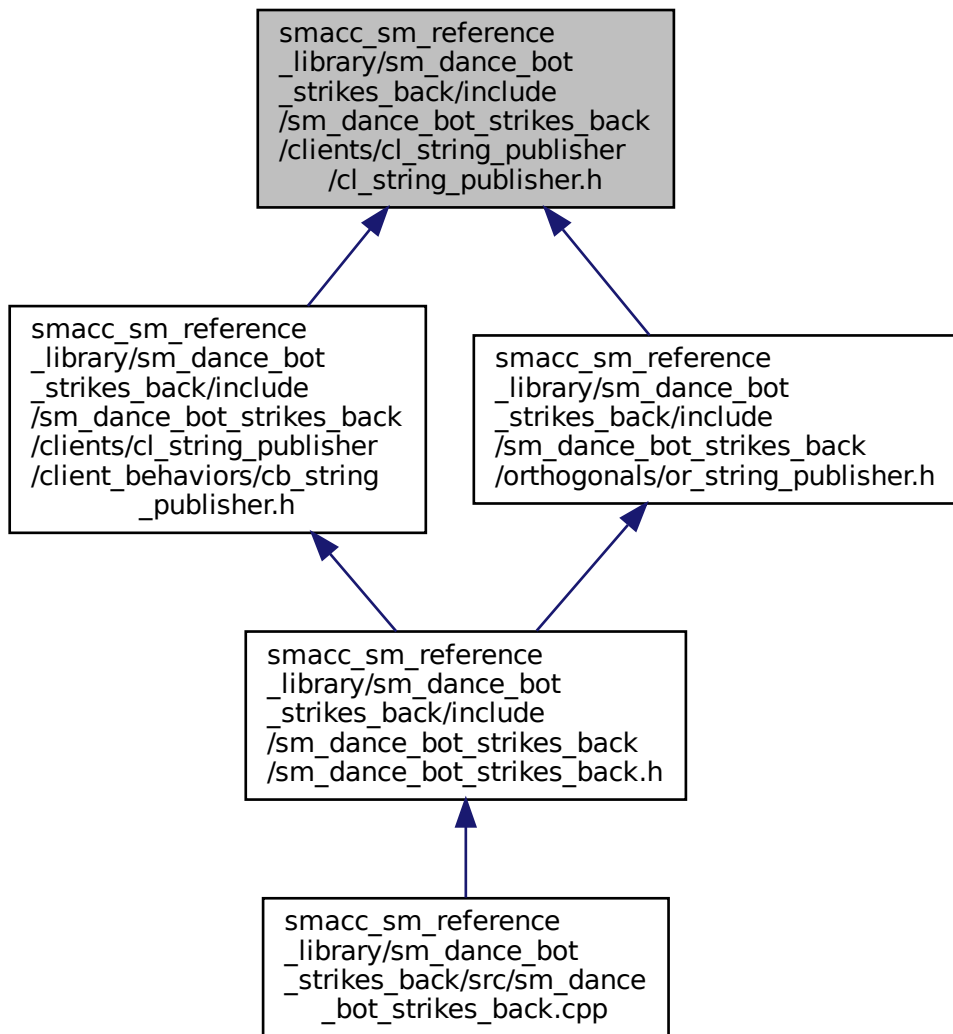 smacc_sm_reference
_library/sm_dance_bot
_strikes_back/include
/sm_dance_bot_strikes_back
/clients/cl_string_publisher
/cl_string_publisher.h
smacc_sm_reference
_library/sm_dance_bot
_strikes_back/include
/sm_dance_bot_strikes_back
/clients/cl_string_publisher
/client_behaviors/cb_string
_publisher.h
smacc_sm_reference
_library/sm_dance_bot
_strikes_back/include
/sm_dance_bot_strikes_back
/orthogonals/or_string_publisher.h
smacc_sm_reference
_library/sm_dance_bot
_strikes_back/include
/sm_dance_bot_strikes_back
/sm_dance_bot_strikes_back.h
smacc_sm_reference
_library/sm_dance_bot
_strikes_back/src/sm_dance
_bot_strikes_back.cpp